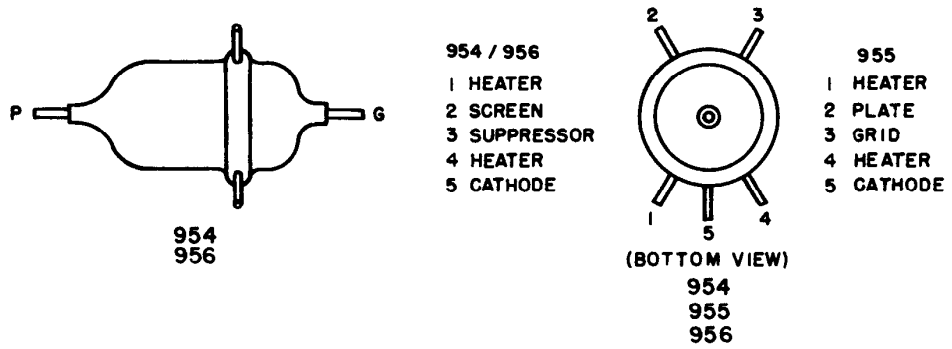 P
G
954
956
954 / 956
1 HEATER
2 SCREEN
3 SUPPRESSOR
4 HEATER
5 CATHODE
2
3
1
5
4
(BOTTOM VIEW)
954
955
956
955
1 HEATER
2 PLATE
3 GRID
4 HEATER
5 CATHODE